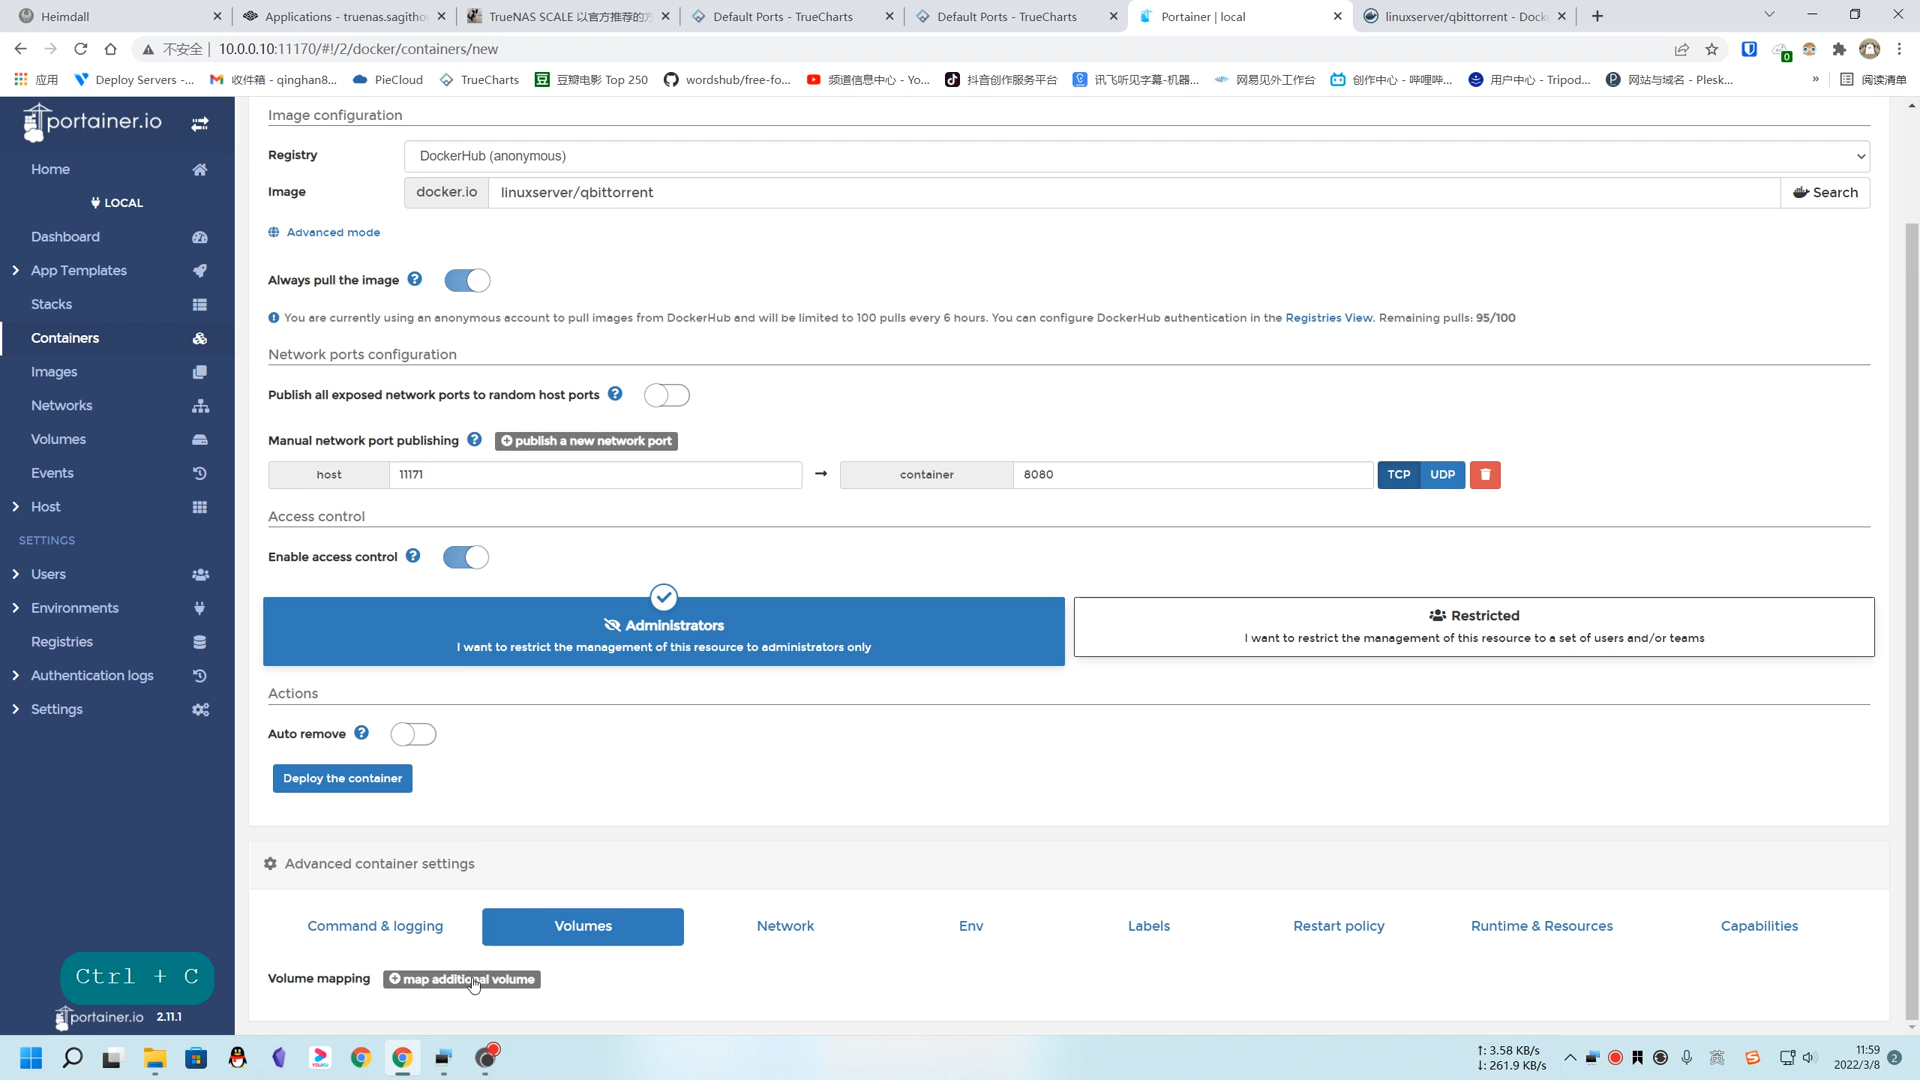 Heimdall
Applications - truenas.sagitho
TrueNAS SCALE 以官方推荐的方
Default Ports - TrueCharts
Default Ports - TrueCharts
Portainer | local
linuxserver/qbittorrent - Dock
不安全 | 10.0.0.10:11170/#!/2/docker/containers/new
应用
Deploy Servers -...
收件箱 - qinghan8...
PieCloud
TrueCharts
豆瓣电影 Top 250
wordshub/free-fo...
频道信息中心 - Yo...
抖音创作服务平台
讯飞听见字幕-机器...
网易见外工作台
创作中心 - 哔哩哔...
用户中心 - Tripod...
网站与域名 - Plesk...
»
阅读清单
portainer.io
Home
LOCAL
Dashboard
App Templates
Stacks
Containers
Images
Networks
Volumes
Events
Host
SETTINGS
Users
Environments
Registries
Authentication logs
Settings
Ctrl + C
portainer.io 2.11.1
Image configuration
Registry
DockerHub (anonymous)
Image
docker.io
linuxserver/qbittorrent
Search
Advanced mode
Always pull the image
You are currently using an anonymous account to pull images from DockerHub and will be limited to 100 pulls every 6 hours. You can configure DockerHub authentication in the Registries View. Remaining pulls: 95/100
Network ports configuration
Publish all exposed network ports to random host ports
Manual network port publishing
publish a new network port
host
11171
→
container
8080
TCP
UDP
Access control
Enable access control
Administrators
I want to restrict the management of this resource to administrators only
Restricted
I want to restrict the management of this resource to a set of users and/or teams
Actions
Auto remove
Deploy the container
Advanced container settings
Command & logging
Volumes
Network
Env
Labels
Restart policy
Runtime & Resources
Capabilities
Volume mapping
map additional volume
↑: 3.58 KB/s
↓: 261.9 KB/s
英
11:59
2022/3/8
2